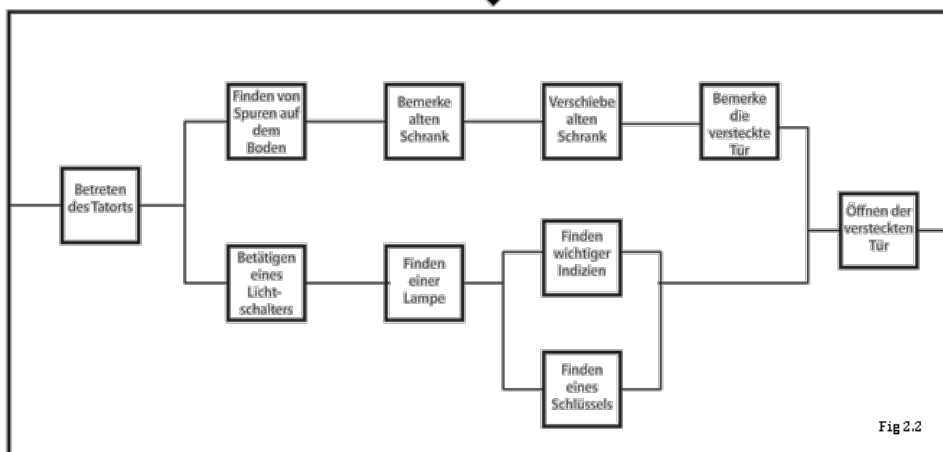 Betreten
des Tatorts
Finden von
Spuren auf
dem
Boden
Bemerke
alten
Schrank
Verschiebe
alten
Schrank
Bemerke
die
versteckte
Tür
Betätigen
eines
Licht-
schalters
Finden
einer
Lampe
Finden
wichtiger
Indizien
Finden
eines
Schlüssels
Öffnen der
versteckten
Tür
Fig 2.2